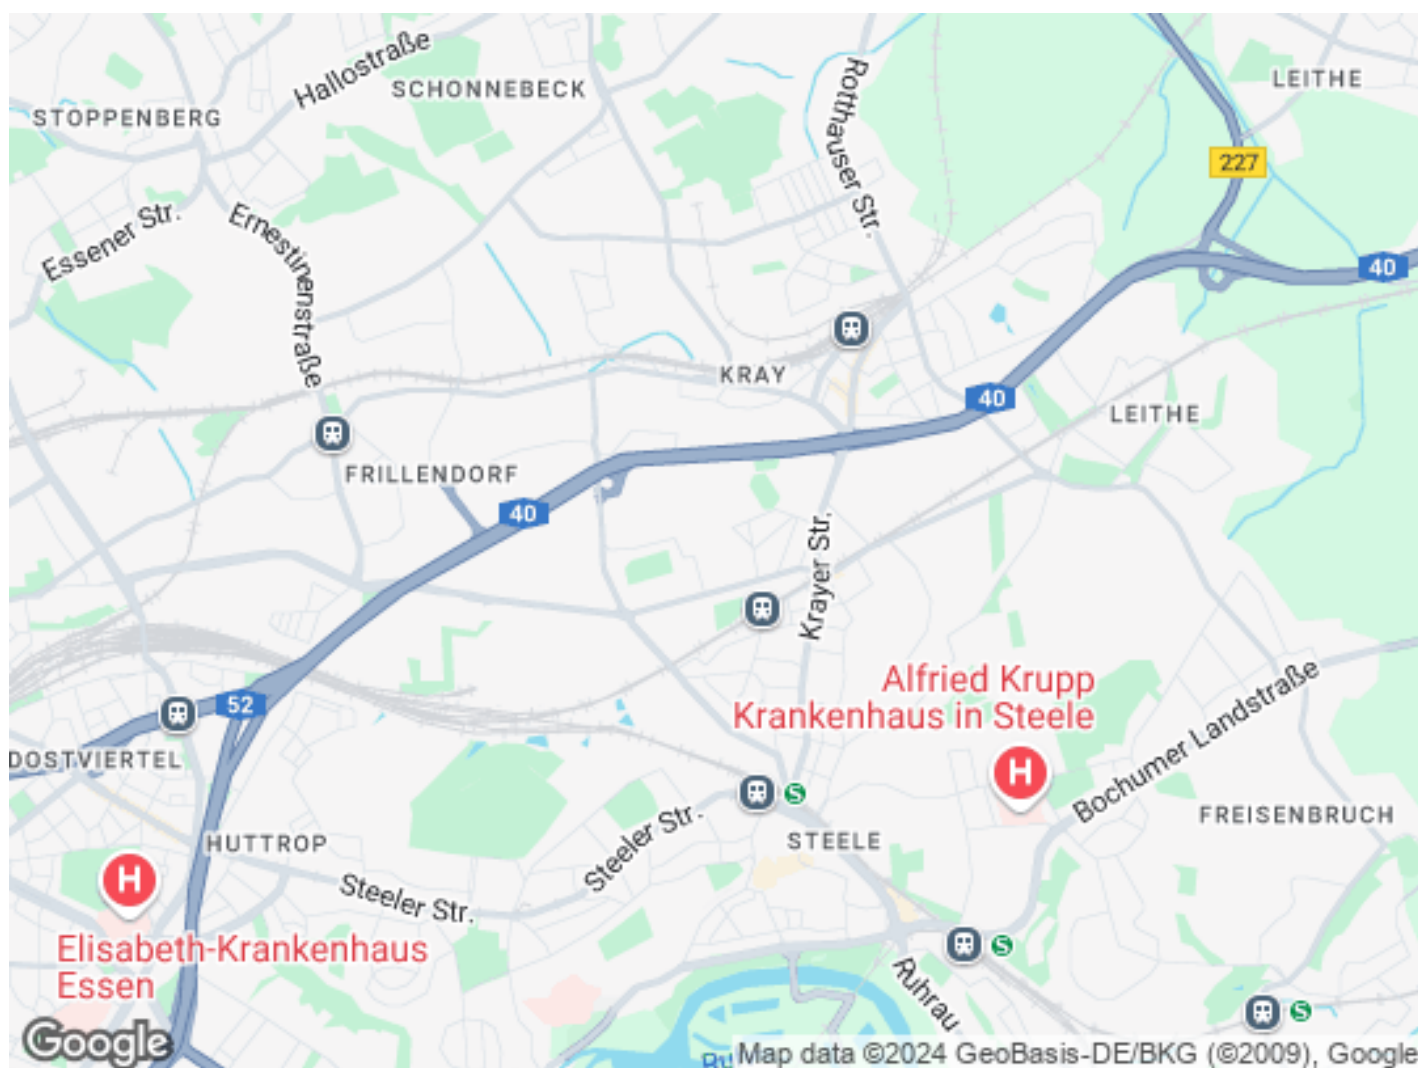 Hallostraße
SCHONNEBECK
STOPPENBERG
LEITHE
Rotthauser Str.
227
Essener Str.
Ernestinenstraße
40
KRAY
40
LEITHE
FRILLENDORF
40
Krayer Str.
Alfried Krupp
Krankenhaus in Steele
H
52
OSTVIERTEL
Bochumer Landstraße
S
FREISENBRUCH
Steeler Str.
STEELE
HUTTROP
H
Steeler Str.
Elisabeth-Krankenhaus
Essen
S
Ruhrau
S
Google
Map data ©2024 GeoBasis-DE/BKG (©2009), Google